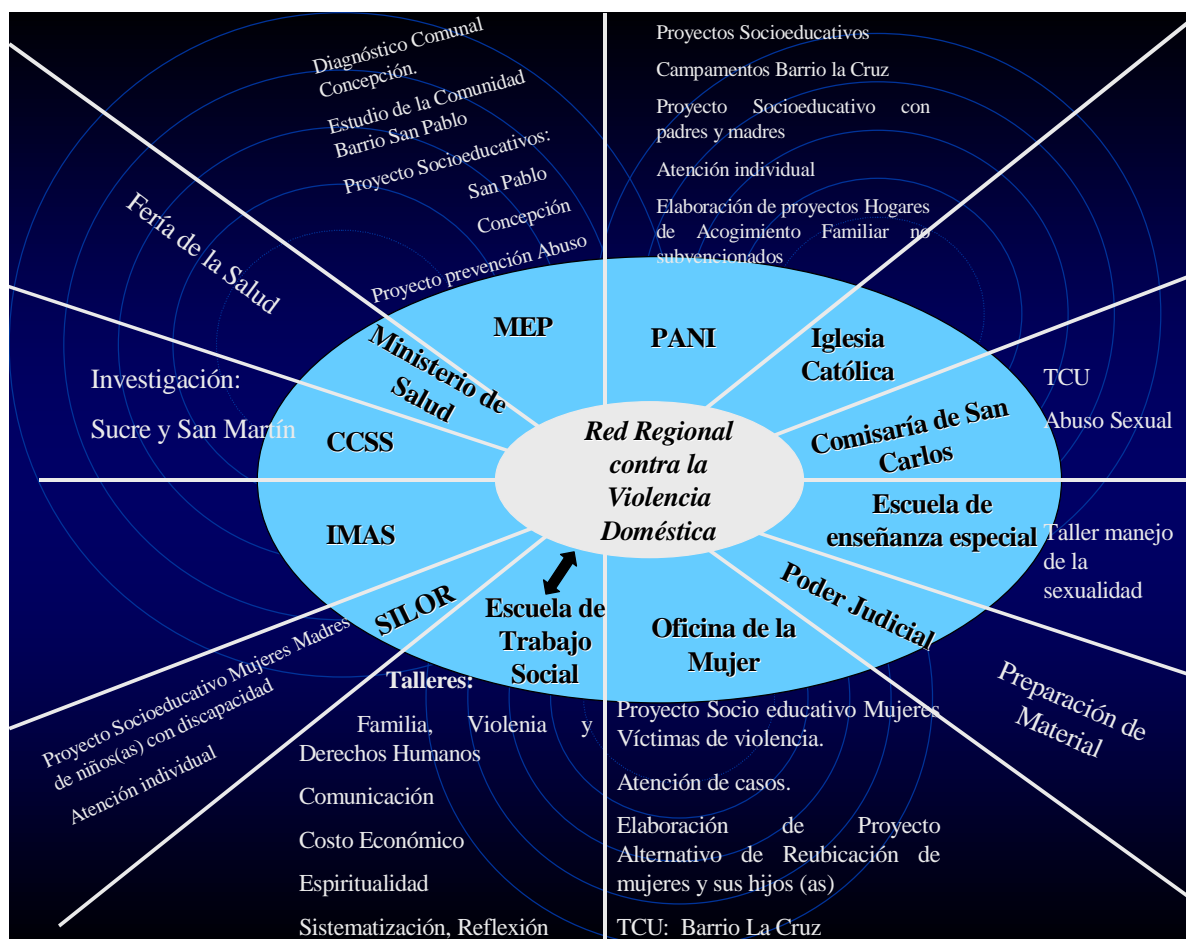 Diagnóstico Comunal
Concepción.
Estudio de la Comunidad
Barrio San Pablo
Proyecto Socioeducativos:
San Pablo
Concepción
Proyecto prevención Abuso
Proyectos Socioeducativos
Campamentos Barrio la Cruz
Proyecto Socioeducativo con
padres y madres
Atención individual
Elaboración de proyectos Hogares
de Acogimiento Familiar no
subvencionados
Fería de la Salud
Investigación:
Sucre y San Martín
MEP
PANI
Iglesia
Católica
Ministerio de
Salud
CCSS
Comisaría de San
Carlos
TCU
Abuso Sexual
Red Regional
contra la
Violencia
Doméstica
IMAS
Escuela de
enseñanza especial
Taller manejo
de la
sexualidad
SILOR
Escuela de
Trabajo
Social
Oficina de la
Mujer
Poder Judicial
Preparación de
Material
Proyecto Socioeducativo Mujeres Madres
de niños(as) con discapacidad
Atención individual
Talleres:
Familia, Violenia y
Derechos Humanos
Comunicación
Costo Económico
Espiritualidad
Sistematización, Reflexión
Proyecto Socio educativo Mujeres
Víctimas de violencia.
Atención de casos.
Elaboración de Proyecto
Alternativo de Reubicación de
mujeres y sus hijos (as)
TCU: Barrio La Cruz